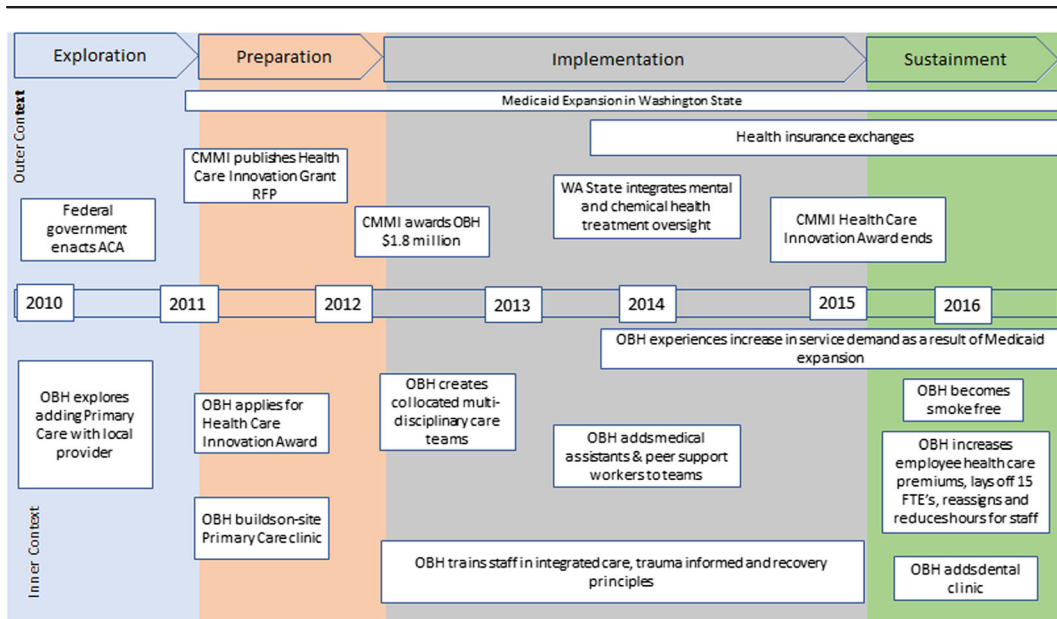 Exploration
Preparation
Implementation
Sustainment
Outer Context
Medicaid Expansion in Washington State
Health insurance exchanges
CMMI publishes Health
Care Innovation Grant
RFP
WA State integrates mental
and chemical health
treatment oversight
Federal
government
enacts ACA
CMMI awards OBH
$1.8 million
CMMI Health Care
Innovation Award ends
2010
2011
2012
2013
2014
2015
2016
OBH experiences increase in service demand as a result of Medicaid
expansion
OBH explores
adding Primary
Care with local
provider
OBH applies for
Health Care
Innovation Award
OBH creates
collocated multi-
disciplinary care
teams
OBH becomes
smoke free
OBH adds medical
assistants & peer support
workers to teams
OBH increases
employee health care
premiums, lays off 15
FTE's, reassigns and
reduces hours for staff
OBH builds on-site
Primary Care clinic
OBH trains staff in integrated care, trauma informed and recovery
principles
OBH adds dental
clinic
Inner Context